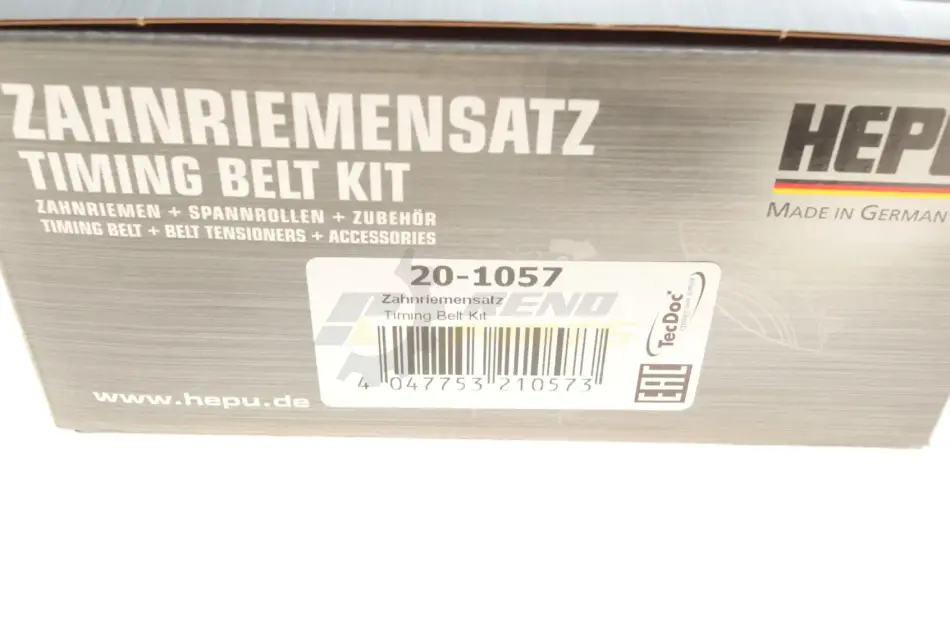 ZAHNRIEMENSATZ
TIMING BELT KIT
ZAHNRIEMEN + SPANNROLLEN + ZUBEHÖR
TIMING BELT + BELT TENSIONERS + ACCESSORIES
HEPU
MADE IN GERMAN
20-1057
Zahnriemensatz
Timing Belt Kit
4 047753 210573
TecDoc
EAC
www.hepu.de